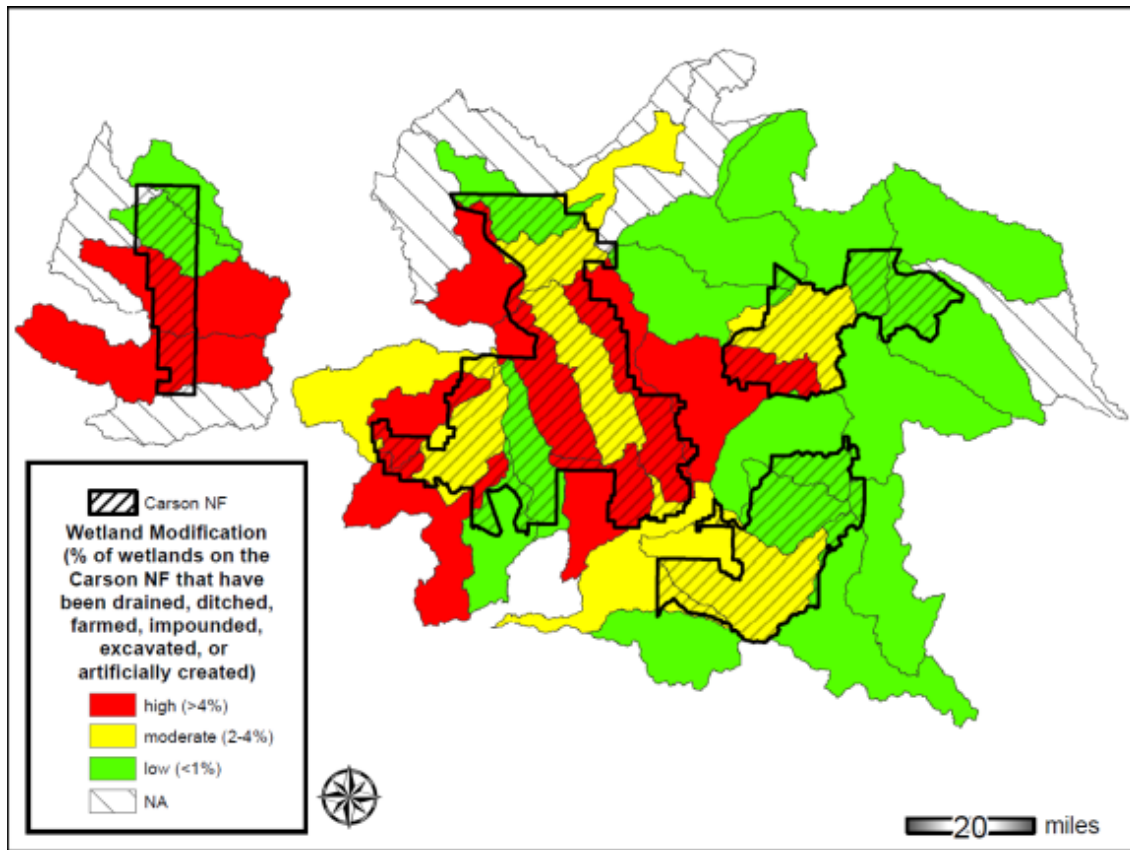 Carson NF
Wetland Modification
(% of wetlands on the
Carson NF that have
been drained, ditched,
farmed, impounded,
excavated, or
artificially created)
high (>4%)
moderate (2-4%)
low (<1%)
NA
20 miles